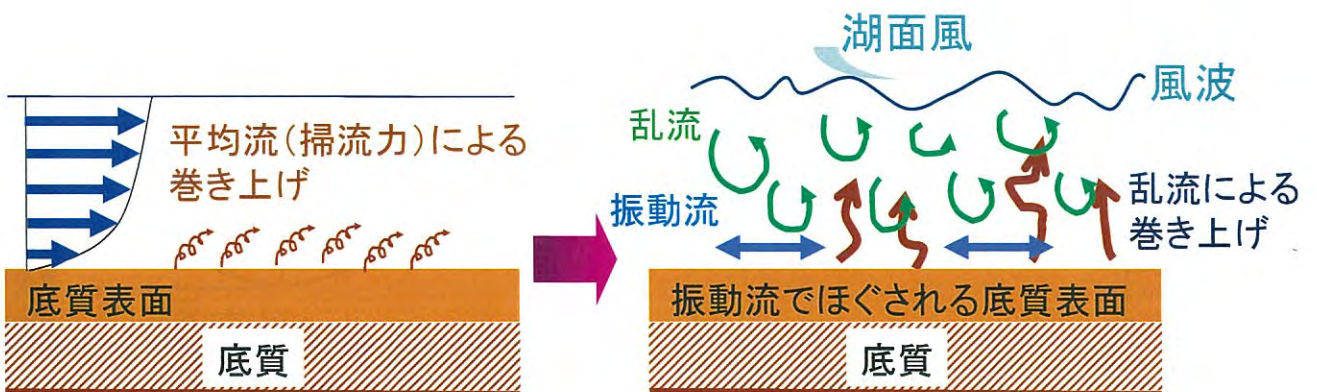 平均流（掃流力）による
巻き上げ
底質表面
底質
湖面風
風波
乱流
振動流
乱流による
巻き上げ
振動流でほぐされる底質表面
底質